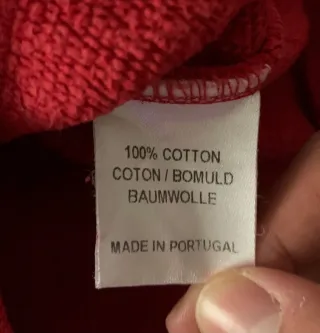 100% COTTON
COTON / BOMULD
BAUMWOLLE
MADE IN PORTUGAL